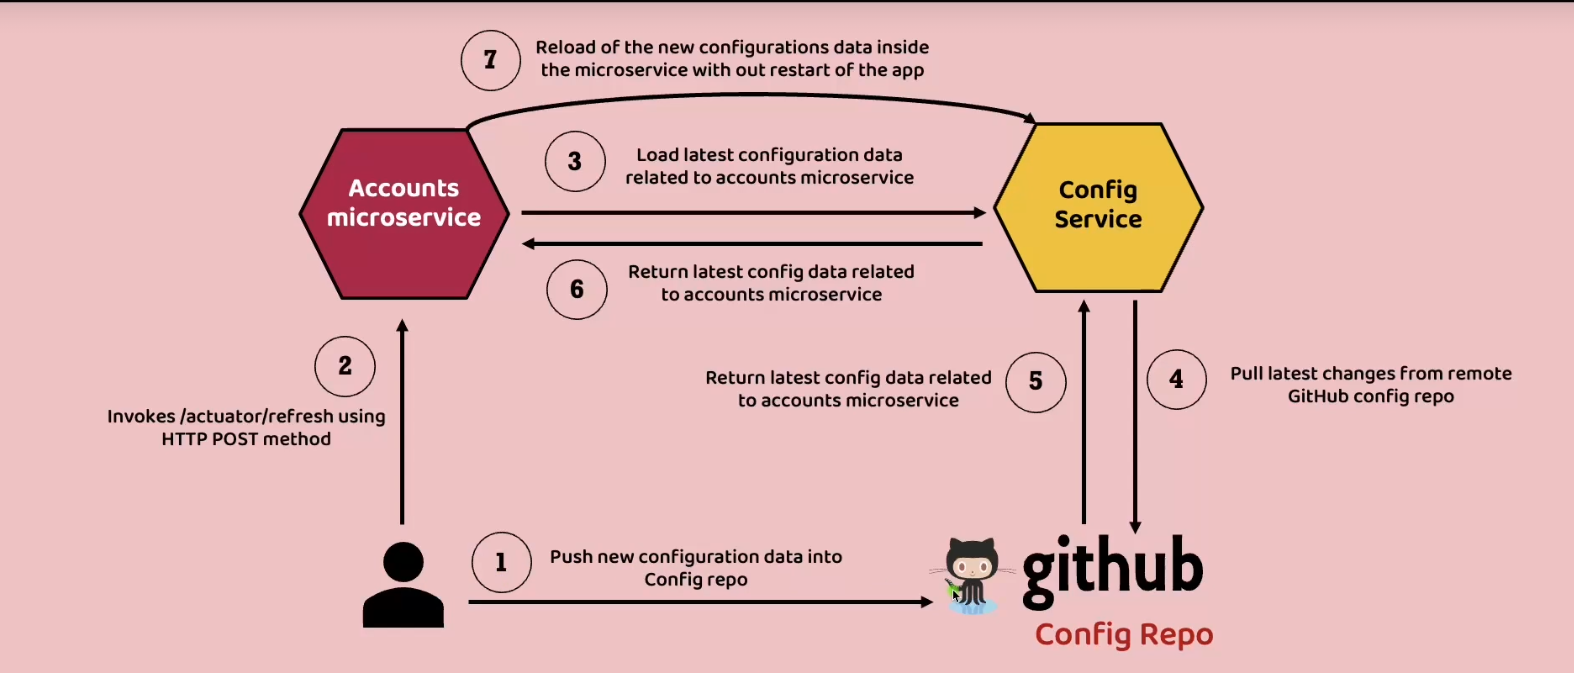 7
Reload of the new configurations data inside
the microservice with out restart of the app
3
Load latest configuration data
related to accounts microservice
Accounts
microservice
Config
Service
6
Return latest config data related
to accounts microservice
2
Invokes /actuator/refresh using
HTTP POST method
Return latest config data related
to accounts microservice
5
4
Pull latest changes from remote
GitHub config repo
1
Push new configuration data into
Config repo
github
Config Repo